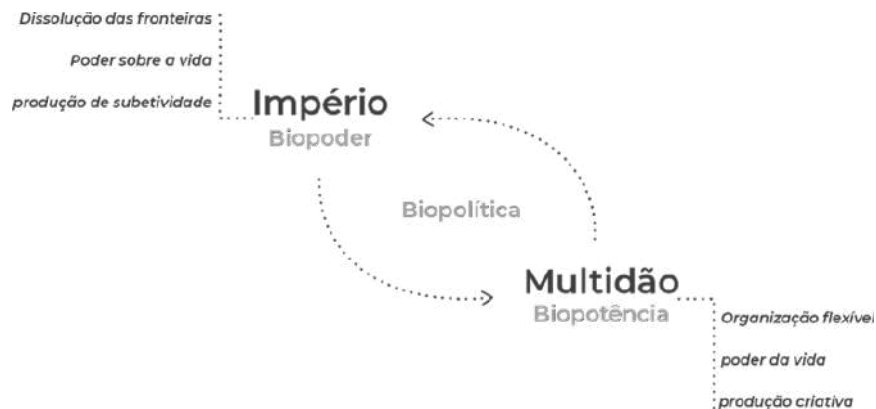 Dissolução das fronteiras
Poder sobre a vida
produção de subetividade
Império
Biopoder
Biopolítica
Multidão
Biopotência
Organização flexível
poder da vida
produção criativa